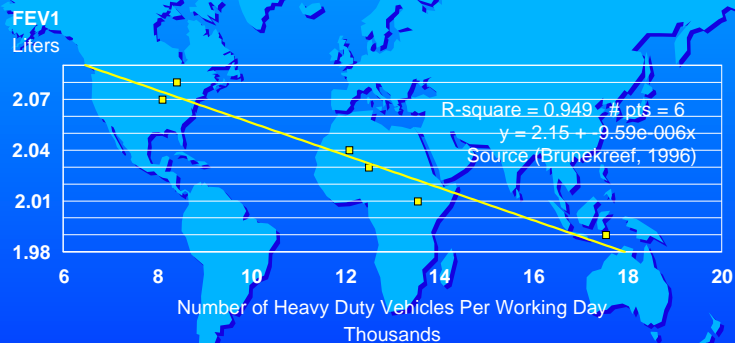 FEV1
Liters
2.07
2.04
2.01
1.98
R-square = 0.949 # pts = 6
y = 2.15 + -9.59e-006x
Source (Brunekreef, 1996)
6 8 10 12 14 16 18 20
Number of Heavy Duty Vehicles Per Working Day
Thousands